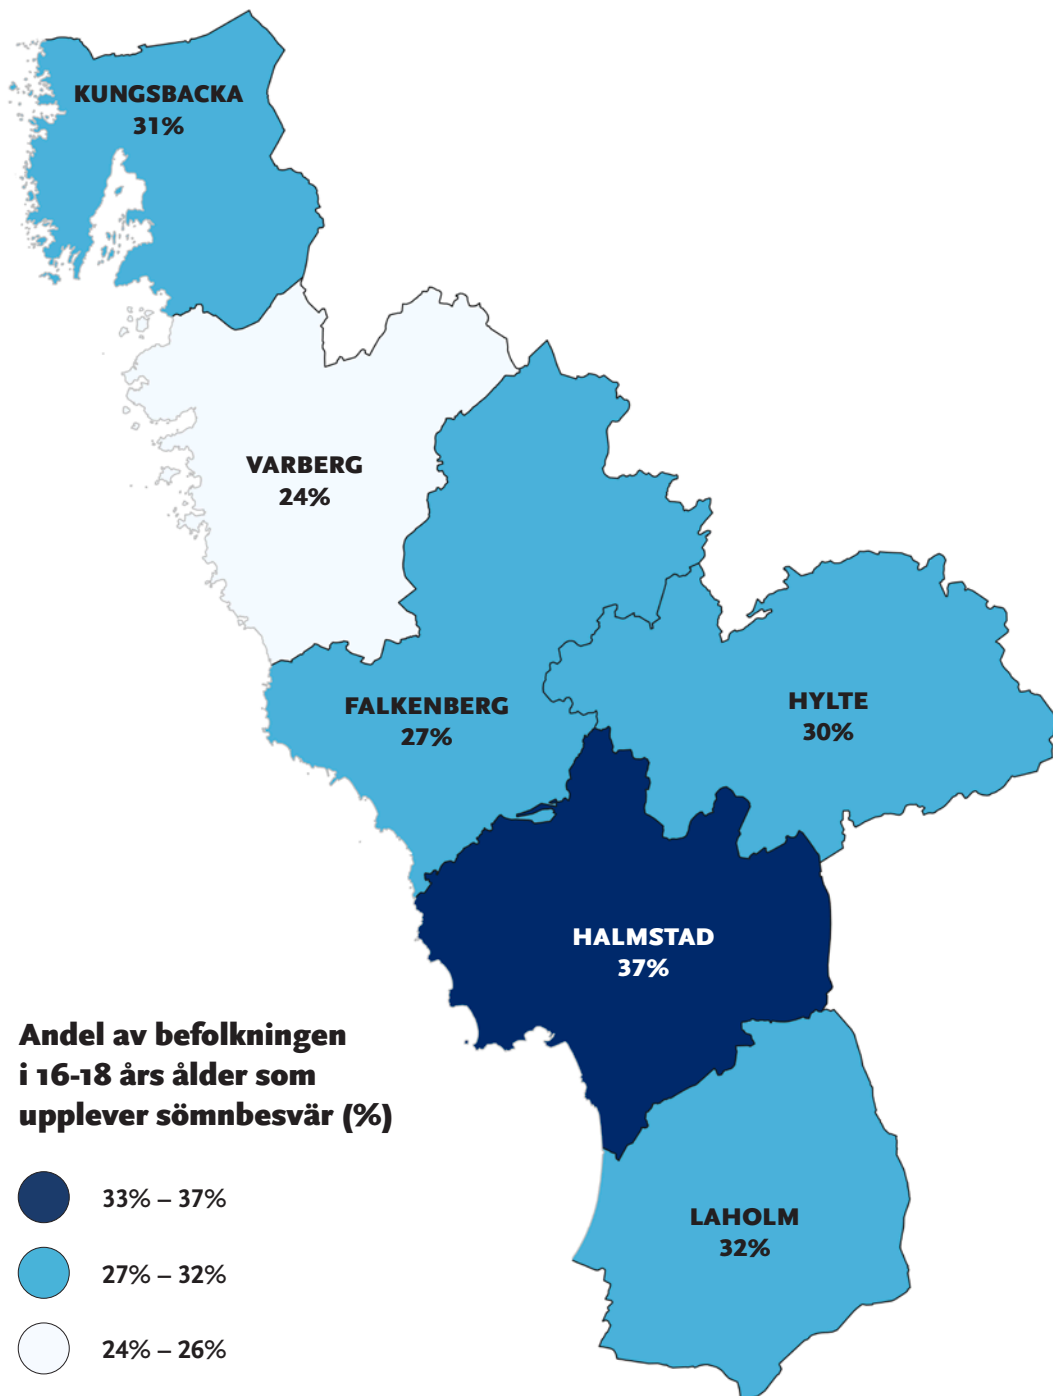 KUNGSBACKA
31%
VARBERG
24%
FALKENBERG
27%
HYLTE
30%
HALMSTAD
37%
LAHOLM
32%
Andel av befolkningen
i 16-18 års ålder som
upplever sömnbesvär (%)
33% – 37%
27% – 32%
24% – 26%